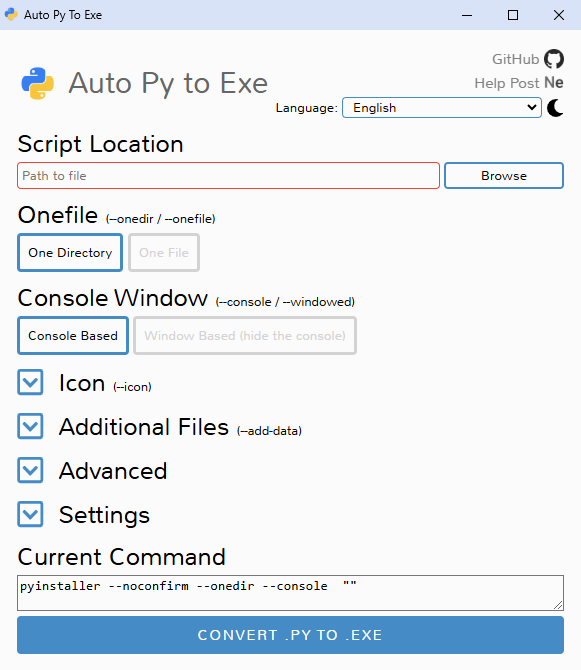 Auto Py To Exe
GitHub
Auto Py to Exe
Help Post Ne
Language: English
Script Location
Path to file Browse
Onefile (--onedir / --onefile)
One Directory One File
Console Window (--console / --windowed)
Console Based Window Based (hide the console)
Icon (--icon)
Additional Files (--add-data)
Advanced
Settings
Current Command
pyinstaller --noconfirm --onedir --console  ""
CONVERT .PY TO .EXE